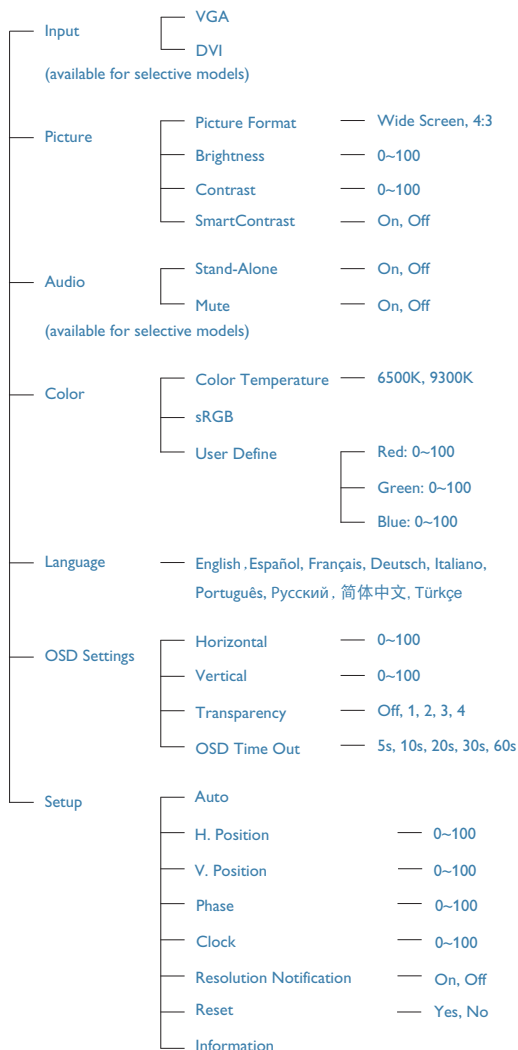 Input
VGA
DVI
(available for selective models)
Picture
Picture Format
Wide Screen, 4:3
Brightness
0~100
Contrast
0~100
SmartContrast
On, Off
Audio
Stand-Alone
On, Off
Mute
On, Off
(available for selective models)
Color
Color Temperature
6500K, 9300K
sRGB
User Define
Red: 0~100
Green: 0~100
Blue: 0~100
Language
English , Español, Français, Deutsch, Italiano,
Português, Русский , 简体中文, Türkçe
OSD Settings
Horizontal
0~100
Vertical
0~100
Transparency
Off, 1, 2, 3, 4
OSD Time Out
5s, 10s, 20s, 30s, 60s
Setup
Auto
H. Position
0~100
V. Position
0~100
Phase
0~100
Clock
0~100
Resolution Notification
On, Off
Reset
Yes, No
Information